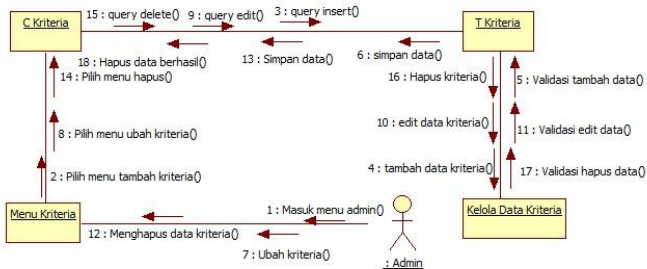 15 : query delete()
9 : query edit()
3 : query insert()
C Kriteria
T Kriteria
18 : Hapus data berhasil()
13 : Simpan data()
6 : simpan data()
14 : Pilih menu hapus()
16 : Hapus kriteria()
5 : Validasi tambah data()
8 : Pilih menu ubah kriteria()
10 : edit data kriteria()
11 : Validasi edit data()
2 : Pilih menu tambah kriteria()
4 : tambah data kriteria()
17 : Validasi hapus data()
Menu Kriteria
1 : Masuk menu admin()
Kelola Data Kriteria
12 : Menghapus data kriteria()
7 : Ubah kriteria()
: Admin